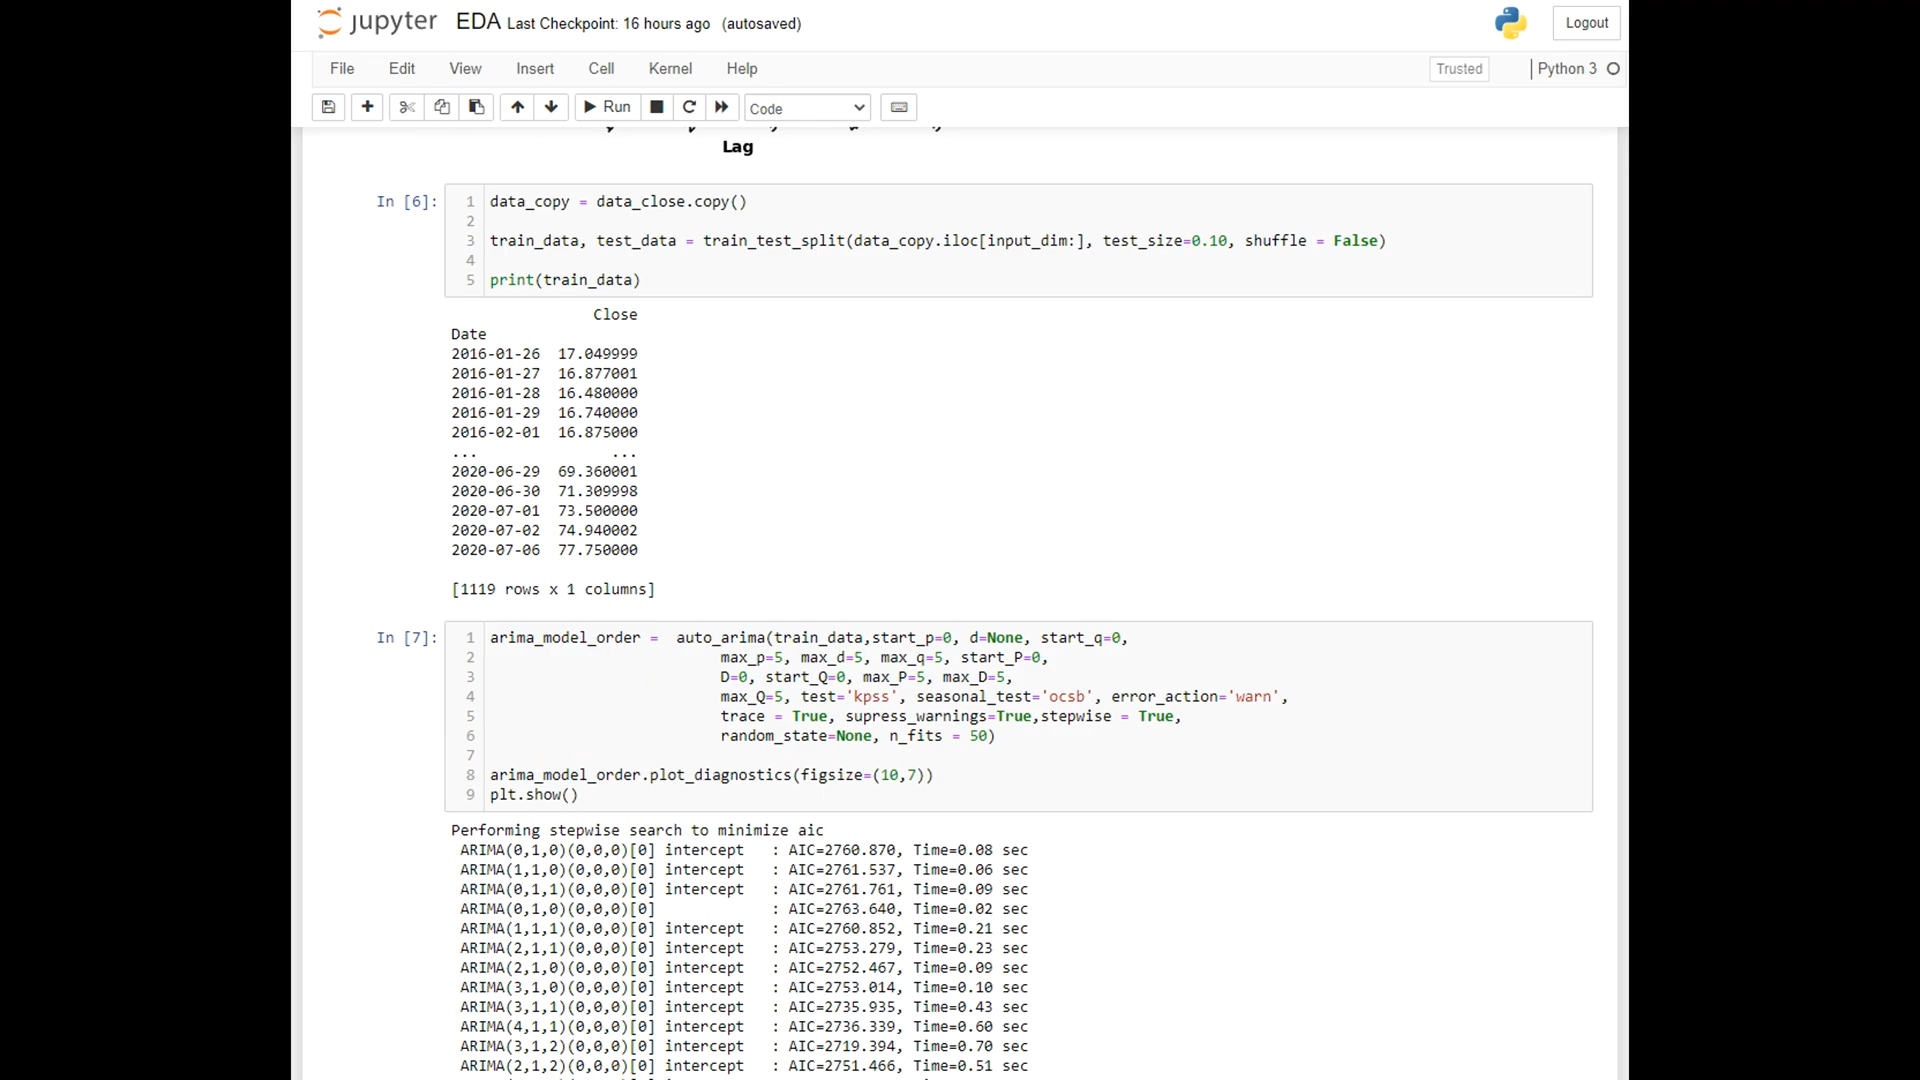 jupyter EDA Last Checkpoint: 16 hours ago (autosaved) Logout
File Edit View Insert Cell Kernel Help Trusted Python 3
Run Code
Lag
In [6]:
1 data_copy = data_close.copy()
2
3 train_data, test_data = train_test_split(data_copy.iloc[input_dim:], test_size=0.10, shuffle = False)
4
5 print(train_data)
Close
Date
2016-01-26 17.049999
2016-01-27 16.877001
2016-01-28 16.480000
2016-01-29 16.740000
2016-02-01 16.875000
... ...
2020-06-29 69.360001
2020-06-30 71.309998
2020-07-01 73.500000
2020-07-02 74.940002
2020-07-06 77.750000
[1119 rows x 1 columns]
In [7]:
1 arima_model_order = auto_arima(train_data,start_p=0, d=None, start_q=0,
2 max_p=5, max_d=5, max_q=5, start_P=0,
3 D=0, start_Q=0, max_P=5, max_D=5,
4 max_Q=5, test='kpss', seasonal_test='ocsb', error_action='warn',
5 trace = True, supress_warnings=True,stepwise = True,
6 random_state=None, n_fits = 50)
7
8 arima_model_order.plot_diagnostics(figsize=(10,7))
9 plt.show()
Performing stepwise search to minimize aic
ARIMA(0,1,0)(0,0,0)[0] intercept : AIC=2760.870, Time=0.08 sec
ARIMA(1,1,0)(0,0,0)[0] intercept : AIC=2761.537, Time=0.06 sec
ARIMA(0,1,1)(0,0,0)[0] intercept : AIC=2761.761, Time=0.09 sec
ARIMA(0,1,0)(0,0,0)[0] : AIC=2763.640, Time=0.02 sec
ARIMA(1,1,1)(0,0,0)[0] intercept : AIC=2760.852, Time=0.21 sec
ARIMA(2,1,1)(0,0,0)[0] intercept : AIC=2753.279, Time=0.23 sec
ARIMA(2,1,0)(0,0,0)[0] intercept : AIC=2752.467, Time=0.09 sec
ARIMA(3,1,0)(0,0,0)[0] intercept : AIC=2753.014, Time=0.10 sec
ARIMA(3,1,1)(0,0,0)[0] intercept : AIC=2735.935, Time=0.43 sec
ARIMA(4,1,1)(0,0,0)[0] intercept : AIC=2736.339, Time=0.60 sec
ARIMA(3,1,2)(0,0,0)[0] intercept : AIC=2719.394, Time=0.70 sec
ARIMA(2,1,2)(0,0,0)[0] intercept : AIC=2751.466, Time=0.51 sec